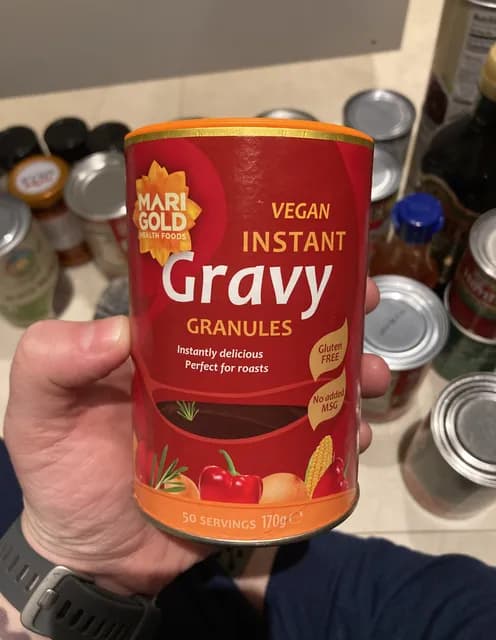 MARI
GOLD
HEALTH FOODS
VEGAN
INSTANT
Gravy
GRANULES
Instantly delicious
Perfect for roasts
Gluten
FREE
No added
MSG
50 SERVINGS 170g℮